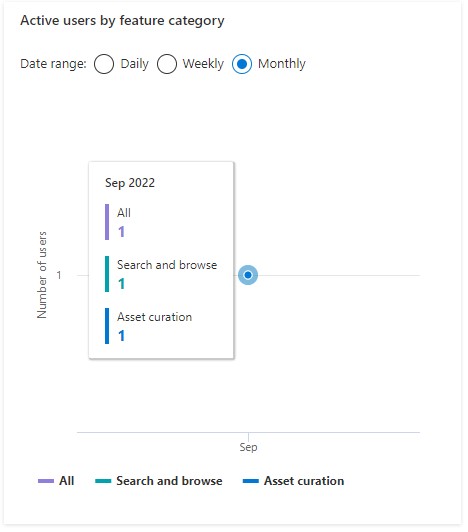 Active users by feature category
Date range: Daily Weekly Monthly
Sep 2022
All
1
Search and browse
1
Asset curation
1
Number of users
1
Sep
All Search and browse Asset curation